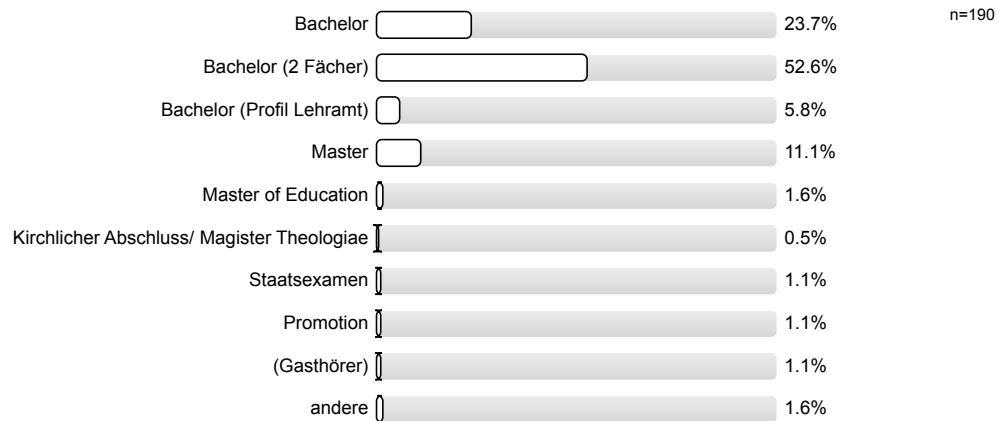 n=190
Bachelor 23.7%
Bachelor (2 Fächer) 52.6%
Bachelor (Profil Lehramt) 5.8%
Master 11.1%
Master of Education 1.6%
Kirchlicher Abschluss/ Magister Theologiae 0.5%
Staatsexamen 1.1%
Promotion 1.1%
(Gasthörer) 1.1%
andere 1.6%